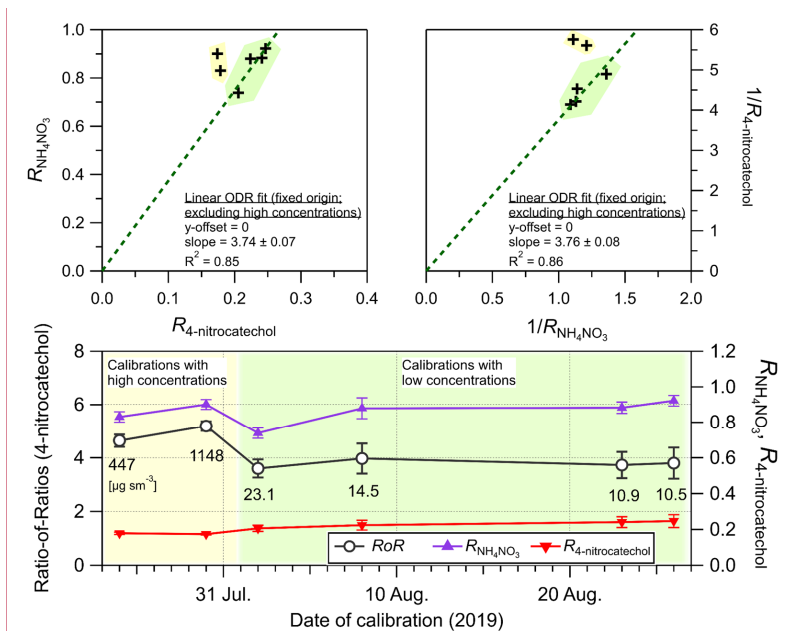 1.0
0.8
0.6
0.4
0.2
0.0
R_NH₄NO₃
Linear ODR fit (fixed origin;
excluding high concentrations)
y-offset = 0
slope = 3.74 ± 0.07
R² = 0.85
0.0 0.1 0.2 0.3 0.4
R_4-nitrocatechol
6
5
4
3
2
1
0
1/R_4-nitrocatechol
Linear ODR fit (fixed origin;
excluding high concentrations)
y-offset = 0
slope = 3.76 ± 0.08
R² = 0.86
0.0 0.5 1.0 1.5 2.0
1/R_NH₄NO₃
Ratio-of-Ratios (4-nitrocatechol)
8
6
4
2
0
Calibrations with
high concentrations
Calibrations with
low concentrations
447
[µg sm⁻³]
1148
23.1
14.5
10.9
10.5
RoR R_NH₄NO₃ R_4-nitrocatechol
1.2
1.0
0.8
0.6
0.4
0.2
0.0
R_NH₄NO₃, R_4-nitrocatechol
31 Jul. 10 Aug. 20 Aug.
Date of calibration (2019)